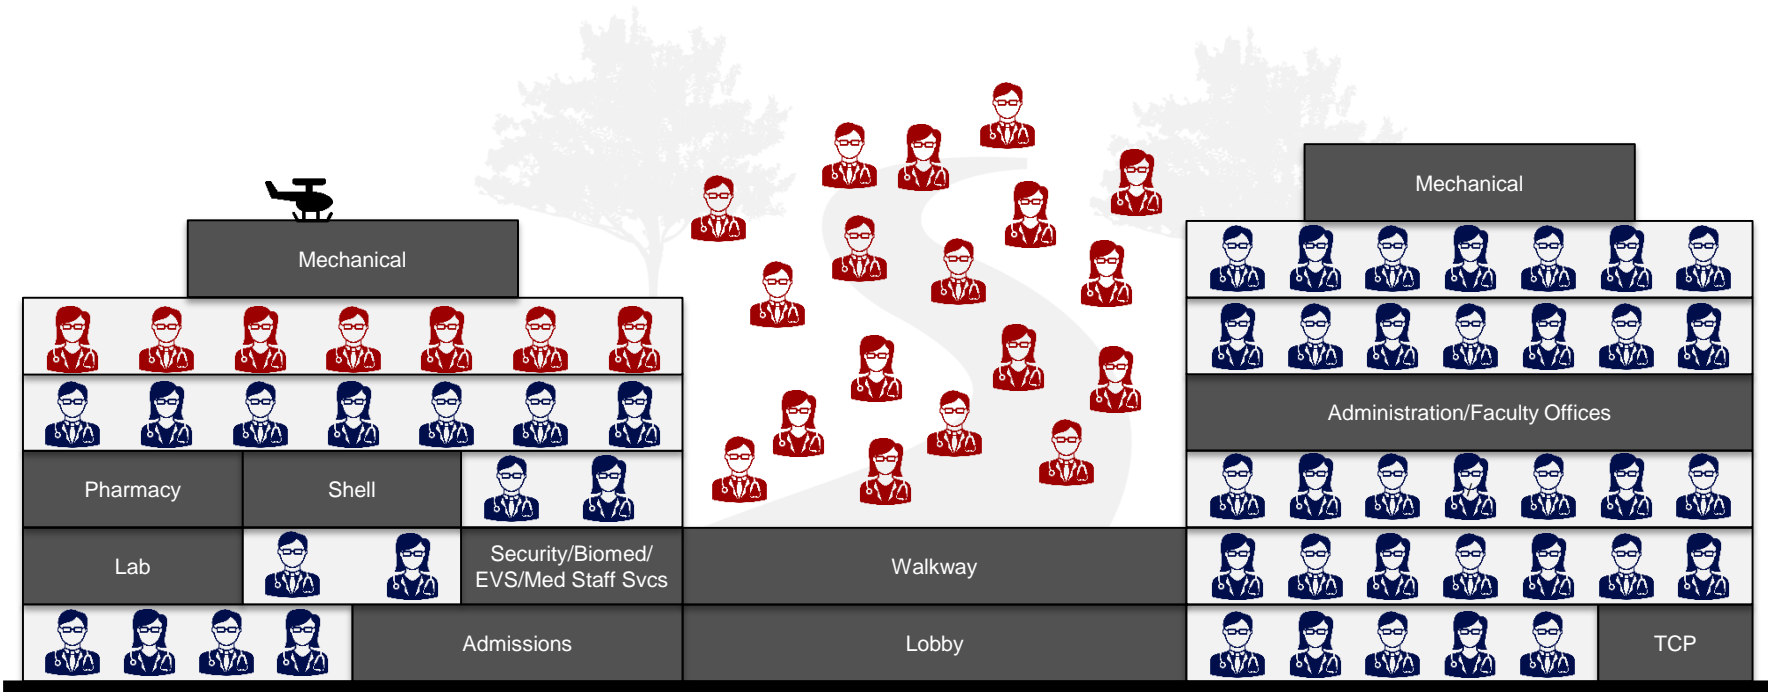 Mechanical
Mechanical
Administration/Faculty Offices
Pharmacy
Shell
Lab
Security/Biomed/
EVS/Med Staff Svcs
Walkway
Admissions
Lobby
TCP